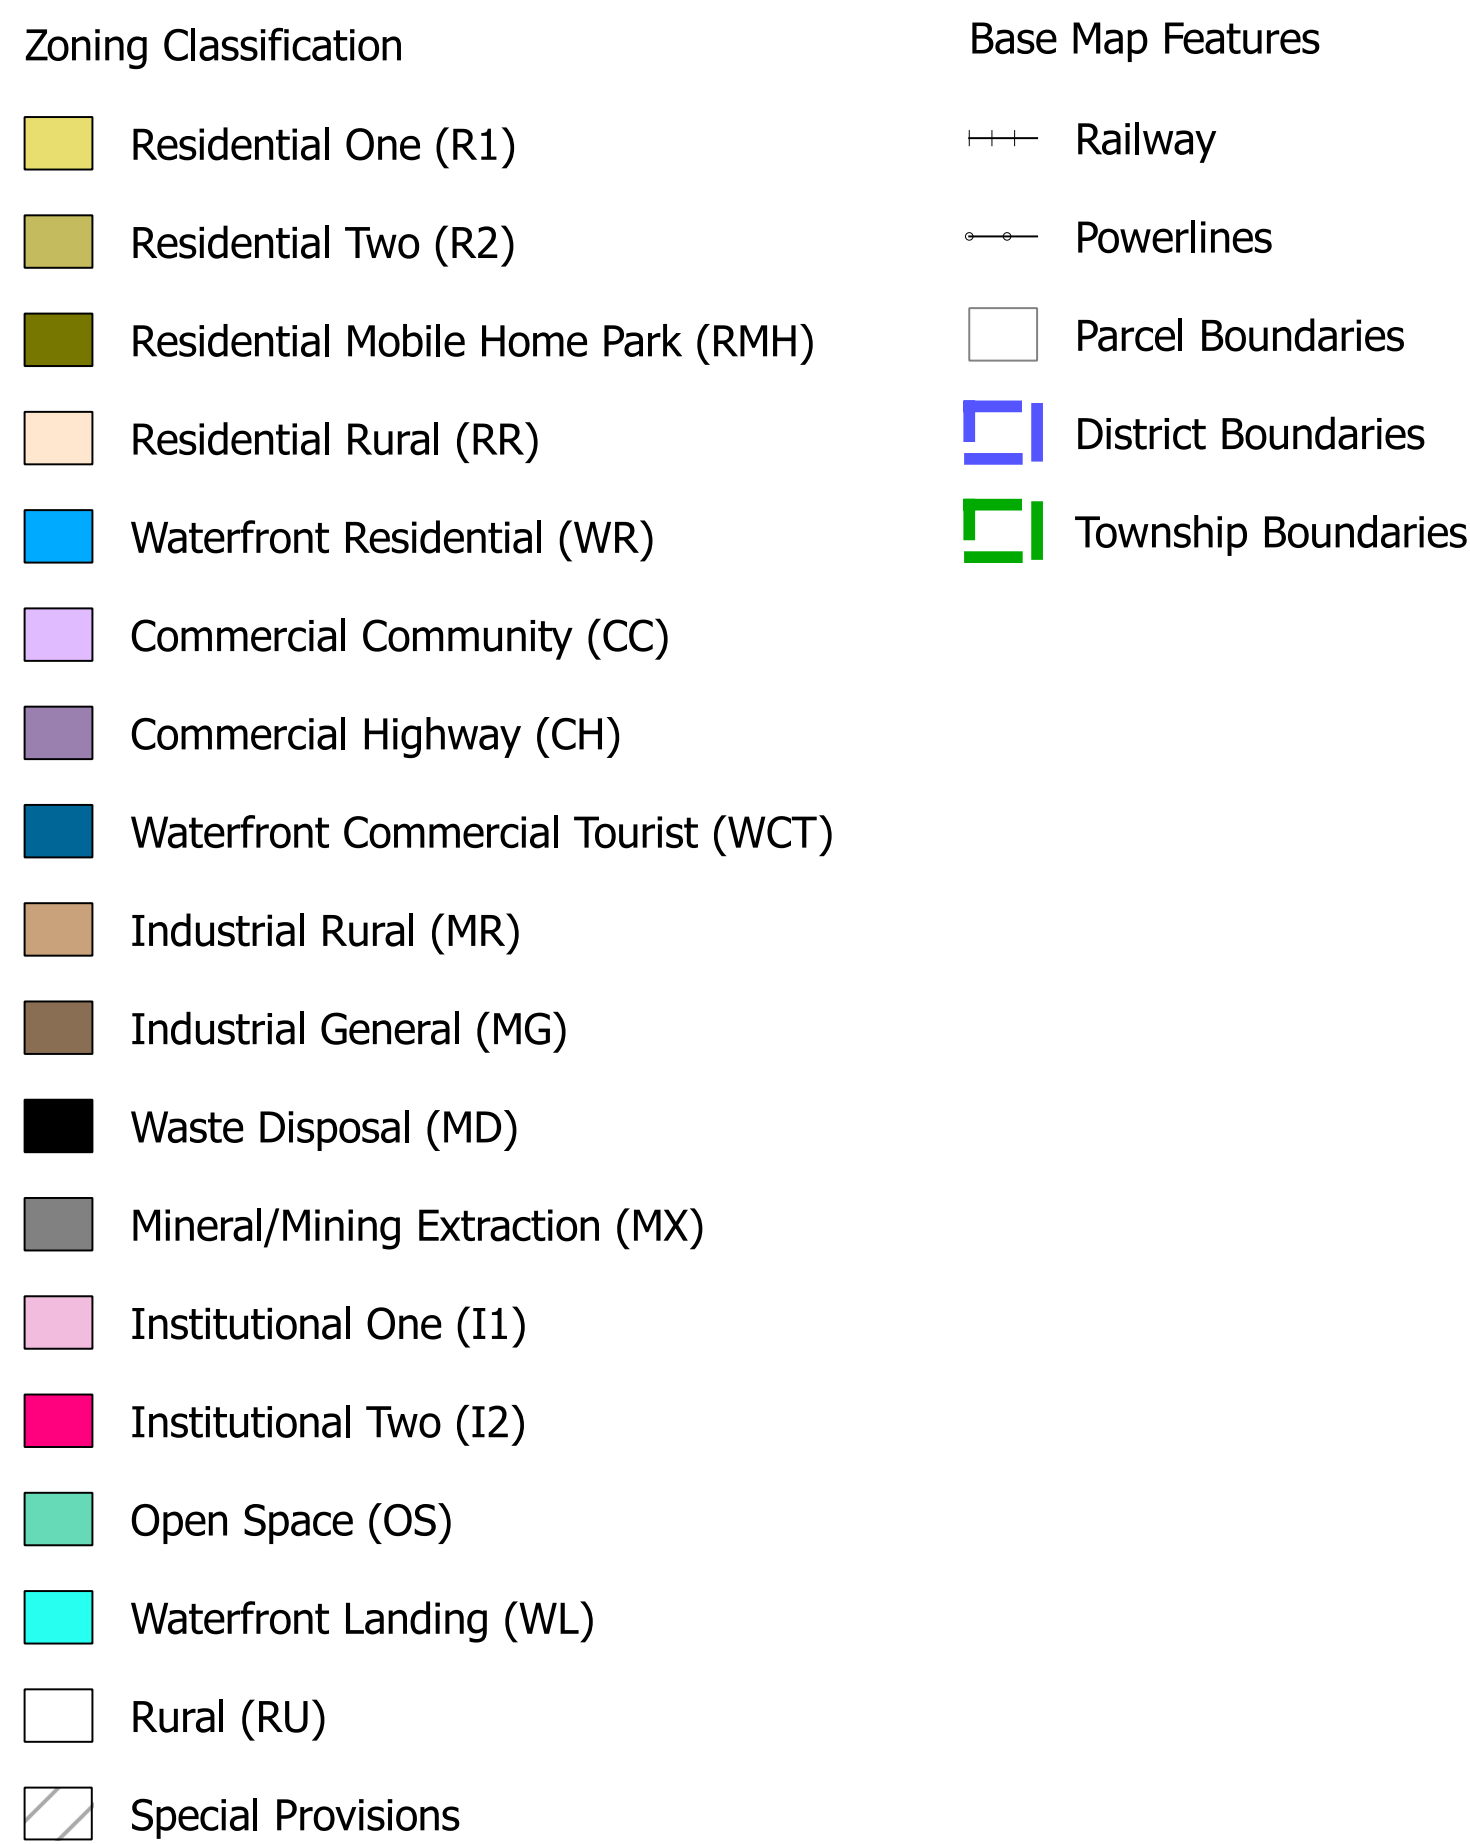 Zoning Classification
Residential One (R1)
Residential Two (R2)
Residential Mobile Home Park (RMH)
Residential Rural (RR)
Waterfront Residential (WR)
Commercial Community (CC)
Commercial Highway (CH)
Waterfront Commercial Tourist (WCT)
Industrial Rural (MR)
Industrial General (MG)
Waste Disposal (MD)
Mineral/Mining Extraction (MX)
Institutional One (I1)
Institutional Two (I2)
Open Space (OS)
Waterfront Landing (WL)
Rural (RU)
Special Provisions
Base Map Features
Railway
Powerlines
Parcel Boundaries
District Boundaries
Township Boundaries